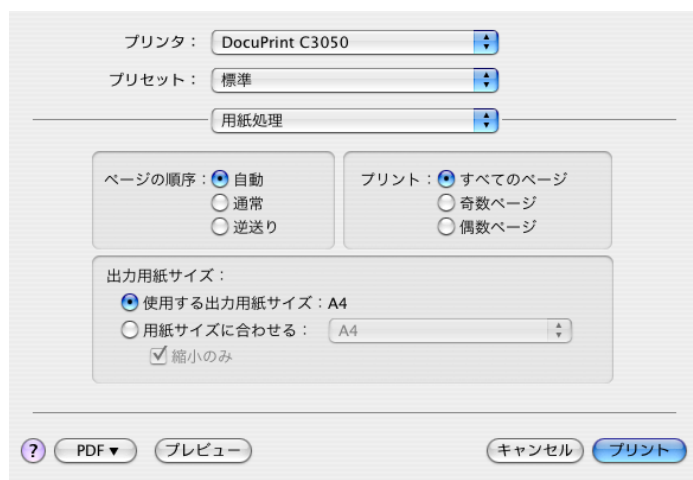 プリンタ： DocuPrint C3050
プリセット： 標準
用紙処理
ページの順序： 自動
通常
逆送り
プリント： すべてのページ
奇数ページ
偶数ページ
出力用紙サイズ：
使用する出力用紙サイズ：A4
用紙サイズに合わせる： A4
縮小のみ
? PDF▼ プレビュー キャンセル プリント